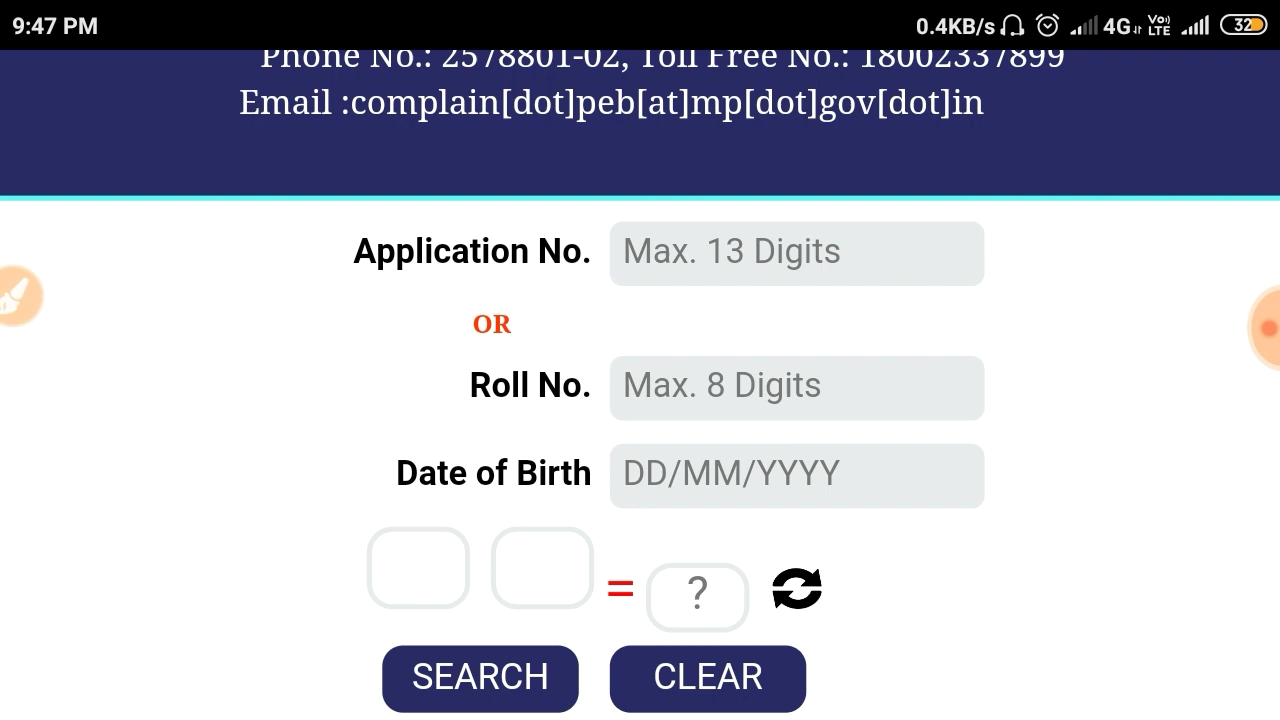 9:47 PM 0.4KB/s 4G Vo) LTE 32
Phone No.: 2578801-02, Toll Free No.: 18002337899
Email :complain[dot]peb[at]mp[dot]gov[dot]in
Application No. Max. 13 Digits
OR
Roll No. Max. 8 Digits
Date of Birth DD/MM/YYYY
= ?
SEARCH CLEAR